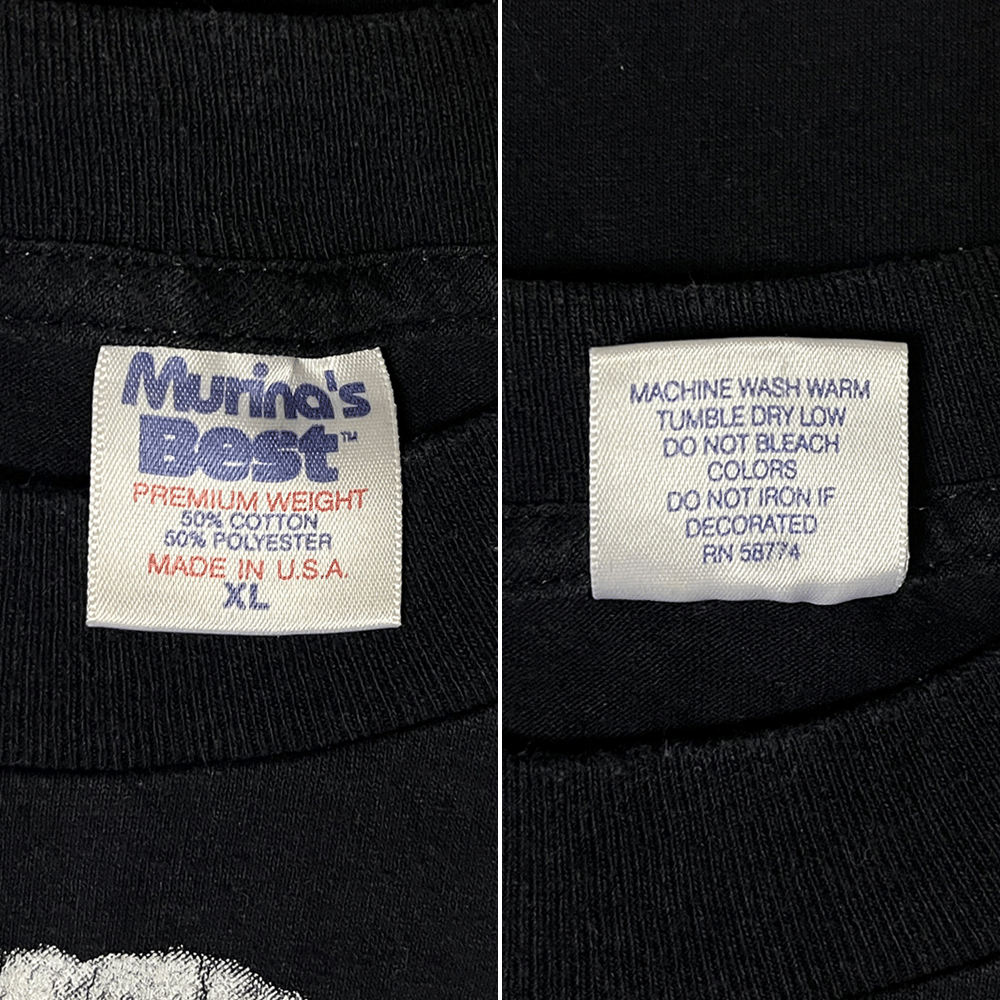 Murina's
Best™
PREMIUM WEIGHT
50% COTTON
50% POLYESTER
MADE IN U.S.A.
XL
MACHINE WASH WARM
TUMBLE DRY LOW
DO NOT BLEACH
COLORS
DO NOT IRON IF
DECORATED
RN 58774